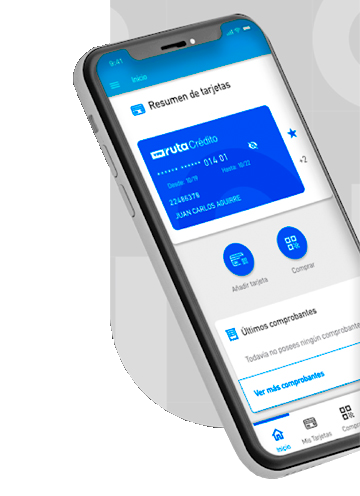 9:41
Inicio
Resumen de tarjetas
ruta Crédito
•••••• •••••• 014 01
Desde: 10/19 Hasta: 10/22
22486378
JUAN CARLOS AGUIRRE
+2
Añadir tarjeta
Comprar
Últimos comprobantes
Todavía no posees ningún comprobante
Ver más comprobantes
Inicio
Mis Tarjetas
Compr